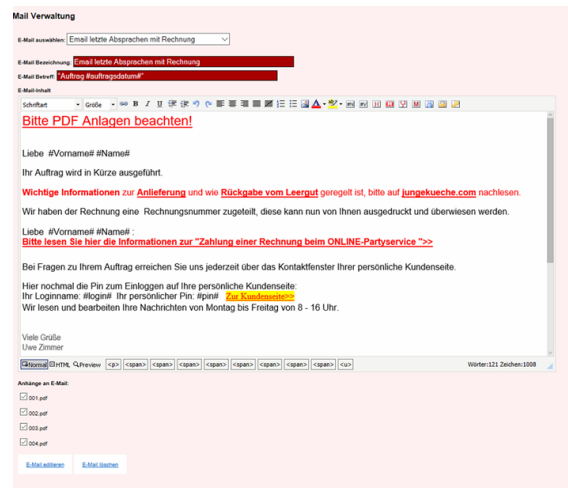 Mail Verwaltung
E-Mail auswählen: Email letzte Absprachen mit Rechnung
E-Mail Bezeichnung: Email letzte Absprachen mit Rechnung
E-Mail Betreff: "Auftrag #auftragsdatum#"
E-Mail-Inhalt
Schriftart Größe B I U
Bitte PDF Anlagen beachten!
Liebe #Vorname# #Name#
Ihr Auftrag wird in Kürze ausgeführt.
Wichtige Informationen zur Anlieferung und wie Rückgabe vom Leergut geregelt ist, bitte auf jungekueche.com nachlesen.
Wir haben der Rechnung eine Rechnungsnummer zugeteilt, diese kann nun von Ihnen ausgedruckt und überwiesen werden.
Liebe #Vorname# #Name# :
Bitte lesen Sie hier die Informationen zur "Zahlung einer Rechnung beim ONLINE-Partyservice ">>
Bei Fragen zu Ihrem Auftrag erreichen Sie uns jederzeit über das Kontaktfenster Ihrer persönliche Kundenseite.
Hier nochmal die Pin zum Einloggen auf Ihre persönliche Kundenseite:
Ihr Loginname: #login# Ihr persönlicher Pin: #pin# Zur Kundenseite>>
Wir lesen und bearbeiten Ihre Nachrichten von Montag bis Freitag von 8 - 16 Uhr.
Viele Grüße
Uwe Zimmer
Normal HTML Preview <p> <span> <span> <span> <span> <span> <span> <span> <span> <u> Wörter:121 Zeichen:1008
Anhänge an E-Mail:
001.pdf
002.pdf
003.pdf
004.pdf
E-Mail editieren E-Mail löschen